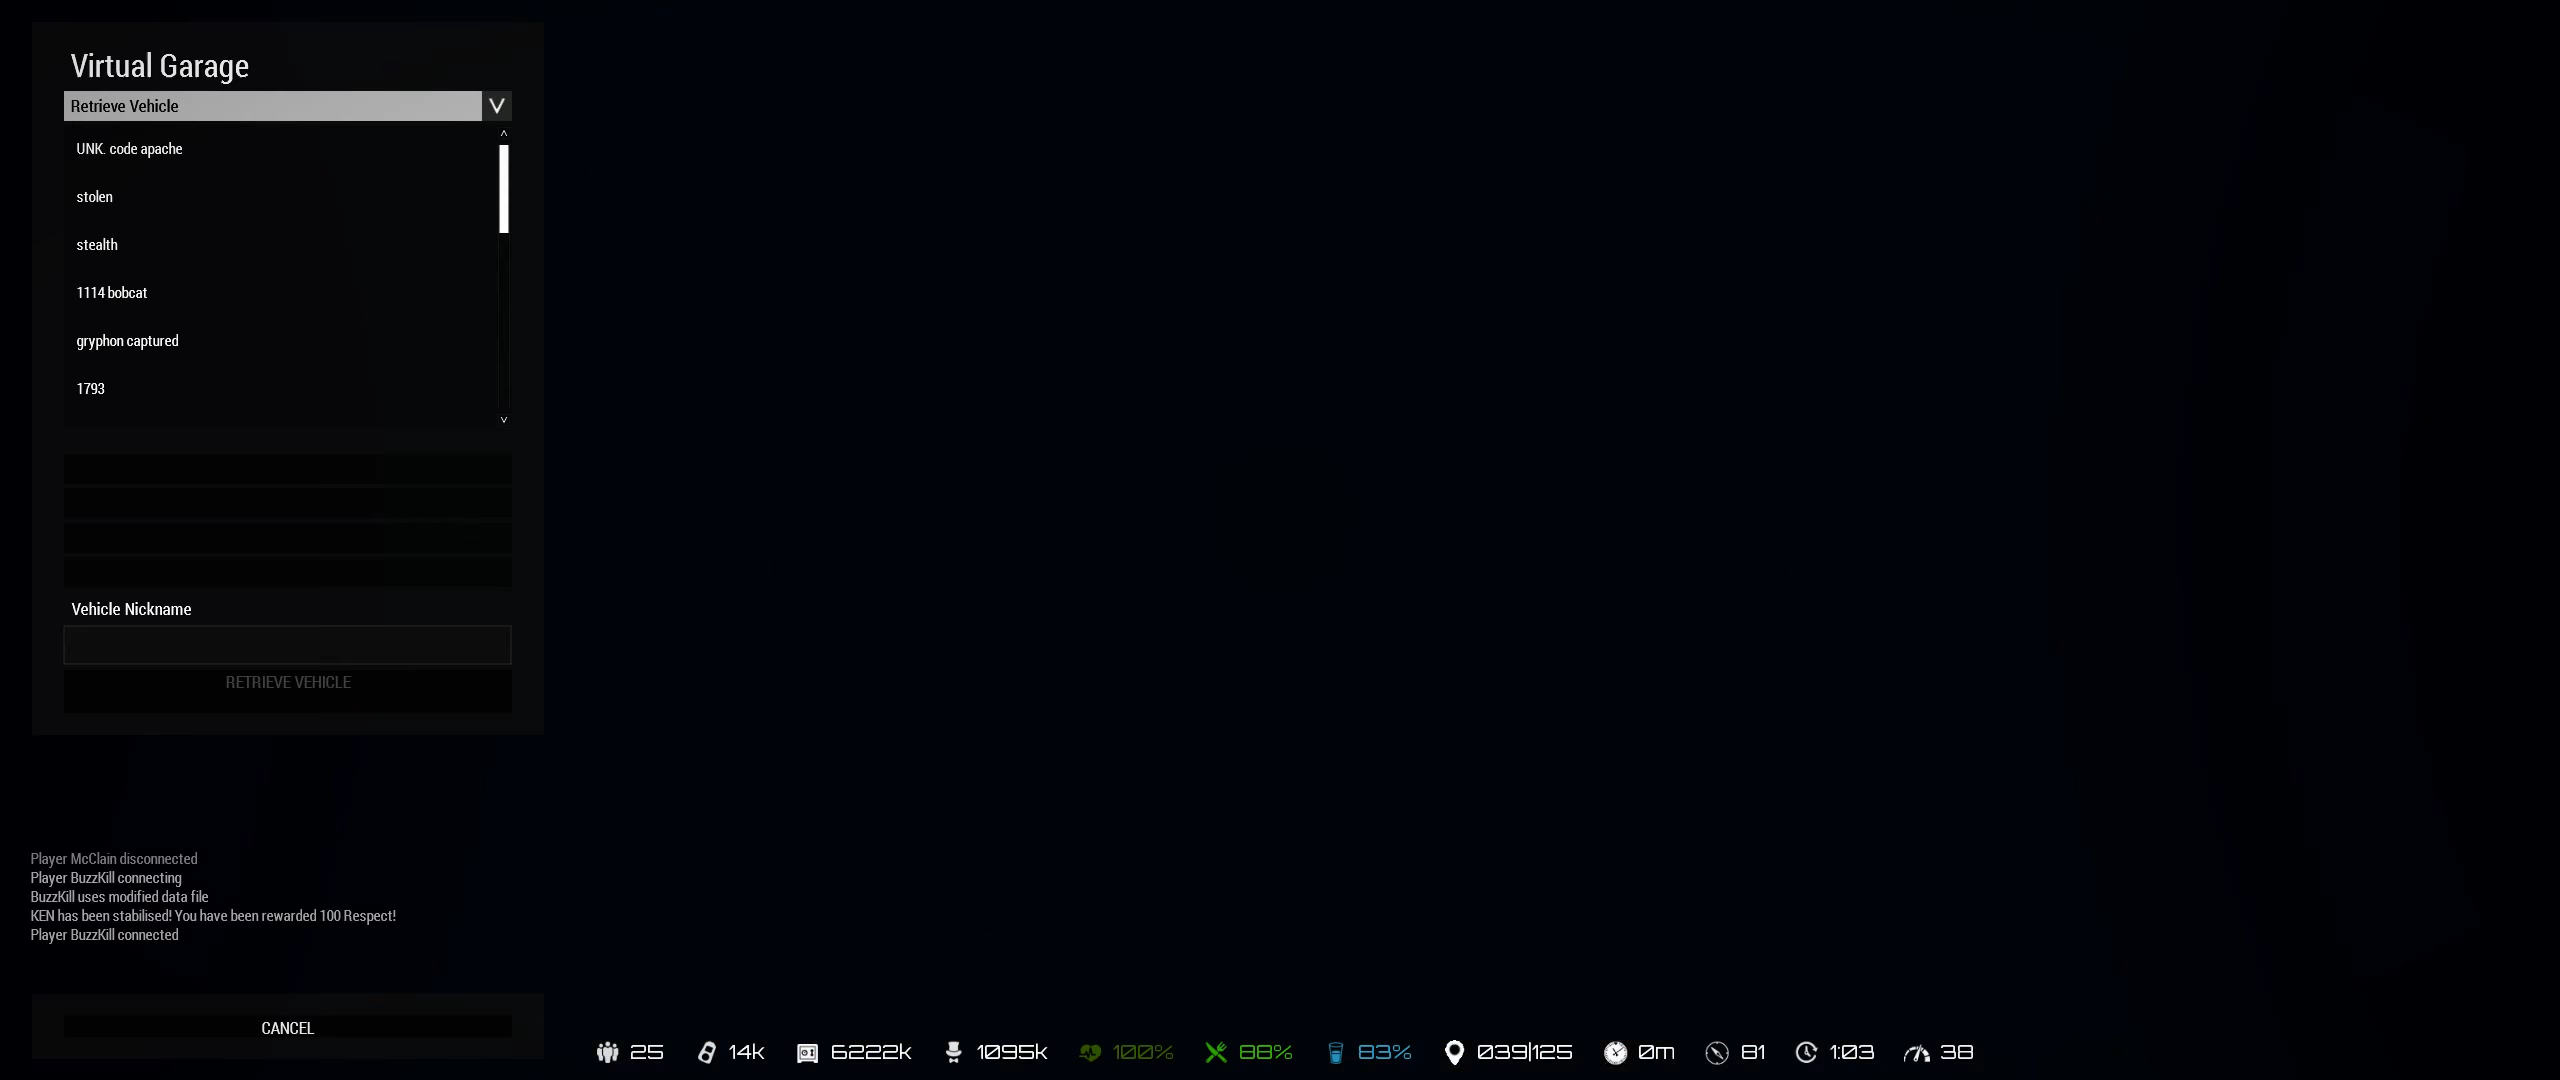 Virtual Garage
Retrieve Vehicle
UNK. code apache
stolen
stealth
1114 bobcat
gryphon captured
1793
Vehicle Nickname
RETRIEVE VEHICLE
Player McClain disconnected
Player BuzzKill connecting
BuzzKill uses modified data file
KEN has been stabilised! You have been rewarded 100 Respect!
Player BuzzKill connected
CANCEL
25 14k 6222k 1095k 100% 88% 83% 039|125 0m 81 1:03 38